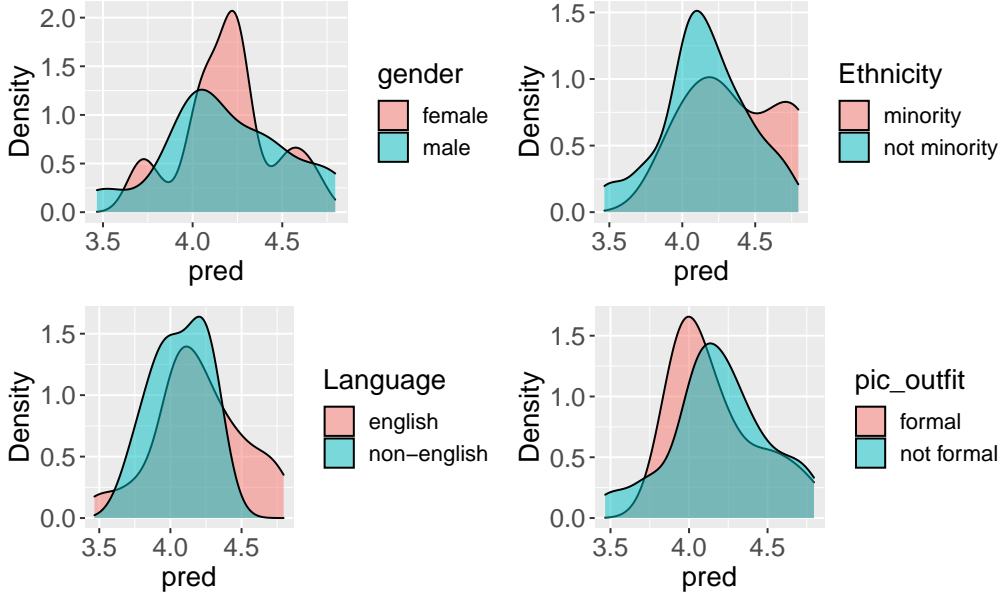 Density
2.0
1.5
1.0
0.5
0.0
3.5 4.0 4.5
pred
gender
female
male
Density
1.5
1.0
0.5
0.0
3.5 4.0 4.5
pred
Ethnicity
minority
not minority
Density
1.5
1.0
0.5
0.0
3.5 4.0 4.5
pred
Language
english
non−english
Density
1.5
1.0
0.5
0.0
3.5 4.0 4.5
pred
pic_outfit
formal
not formal